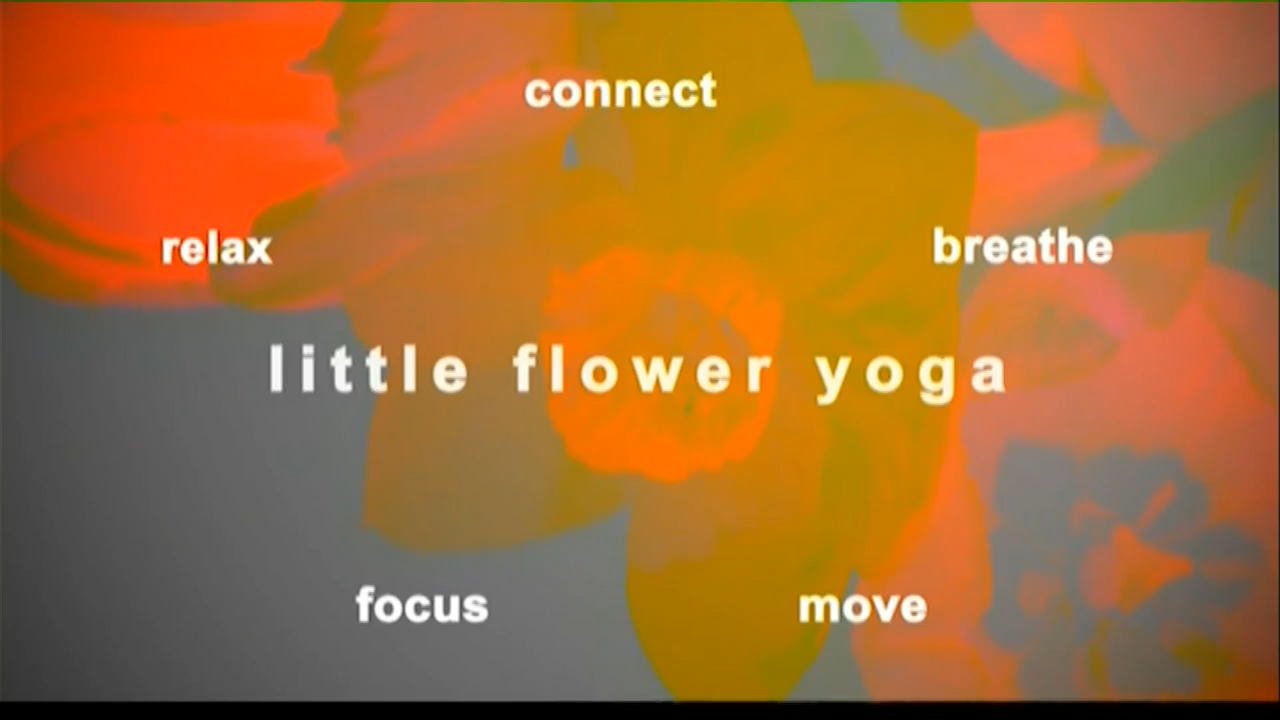 connect
relax
breathe
little flower yoga
focus
move